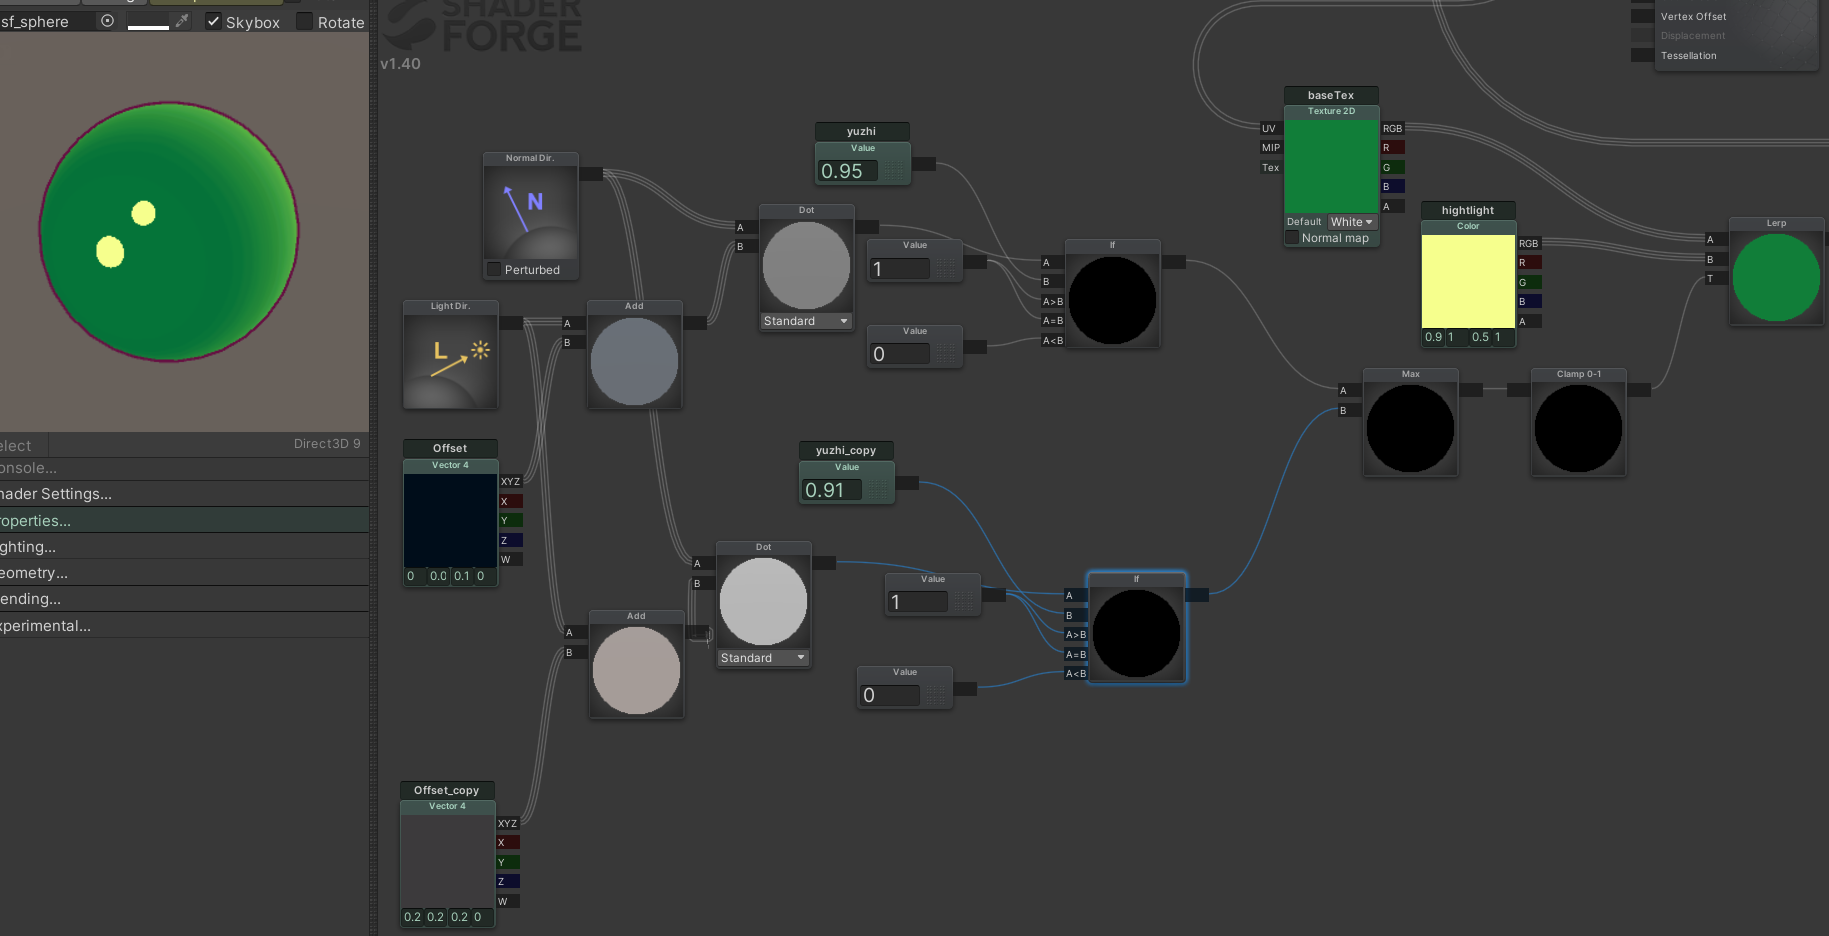 sf_sphere
Skybox
Rotate
SHADER
FORGE
v1.40
Direct3D 9
elect
onsole...
hader Settings...
roperties...
ghting...
eometry...
ending...
xperimental...
Normal Dir.
N
Perturbed
Light Dir.
L
Add
A
B
Offset
Vector 4
XYZ
X
Y
Z
W
0 0.0 0.1 0
yuzhi
Value
0.95
Dot
A
B
Standard
Value
1
Value
0
If
A
B
A>B
A=B
A<B
yuzhi_copy
Value
0.91
Dot
A
B
Standard
Add
A
B
Value
1
Value
0
If
A
B
A>B
A=B
A<B
Offset_copy
Vector 4
XYZ
X
Y
Z
W
0.2 0.2 0.2 0
baseTex
Texture 2D
UV
MIP
Tex
RGB
R
G
B
A
Default White
Normal map
hightlight
Color
RGB
R
G
B
A
0.9 1 0.5 1
Max
A
B
Clamp 0-1
Lerp
A
B
T
Vertex Offset
Displacement
Tessellation